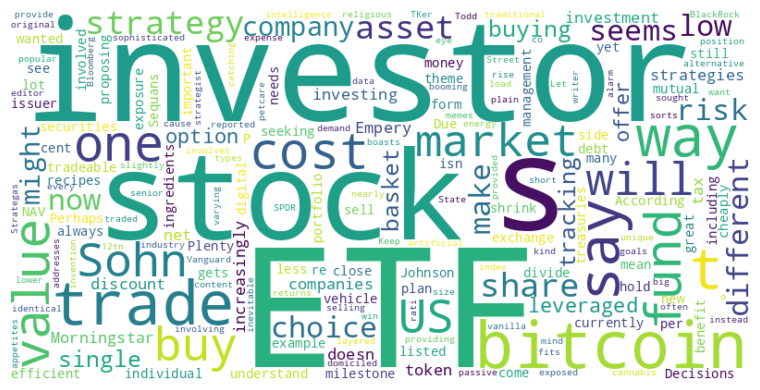 investor
stock
s
ETF
bitcoin
Sohn
trade
value
buy
cost
market
will
way
fund
say
one
t
US
share
choice
strategy
company
asset
buying
seems
low
risk
different
might
now
option
make
tracking
basket
leveraged
single
Morningstar
discount
increasingly
investment
strategies
mutual
offer
investing
exposure
proposing
issuer
securities
cent
tradeable
recipes
NAV
Perhaps
always
Plenty
efficient
individual
understand
addresses
gets
net
digital
ingredients
portfolio
seeking
Due
Empery
Sequans
theme
form
money
needs
important
involved
wanted
see
lot
editor
provide
original
popular
Bloomberg
sophisticated
intelligence
religious
expense
strategist
catching
TKer
eye
Todd
writer
co
traditional
BlackRock
position
alternative
Street
rise
load
Let
want
yet
still
management
data
booming
petcare
reported
cause
involves
types
slightly
demand
plain
energy
alarm
memes
sought
sorts
isn
boasts
debt
side
many
According
cheaply
tax
including
treasuries
great
mean
hold
big
new
often
instead
benefit
per
currently
exchange
kind
unique
goals
size
index
providing
passive
vanilla
mind
fits
exposed
cannabis
Decisions
come
token
listed
milestone
vehicle
companies
example
doesn
less
re
close
Johnson
plan
divide
shrink
sell
nearly
SPDR
State
Keep
artificial
short
provided
varying
traded
senior
every
P
Strategas
12tn
industry
Vanguard
lower
invention
content
appetites
identical
involving
inevitable
returns
layered
domiciled
selling
win
rati